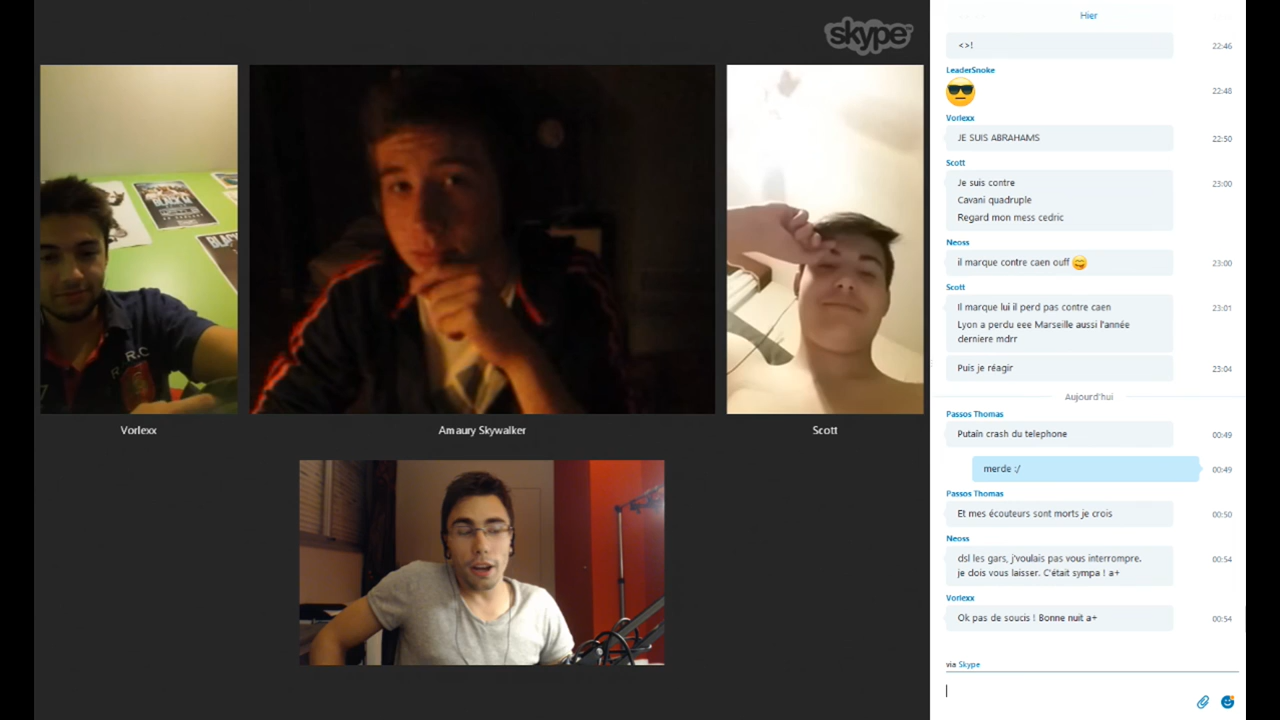 skype
Vorlexx
Amaury Skywalker
Scott
R.C
Hier
<>!
22:46
LeaderSnoke
22:48
Vorlexx
JE SUIS ABRAHAMS
22:50
Scott
Je suis contre
23:00
Cavani quadruple
Regard mon mess cedric
Neoss
il marque contre caen ouff
23:00
Scott
Il marque lui il perd pas contre caen
23:01
Lyon a perdu eee Marseille aussi l'année
derniere mdrr
Puis je réagir
23:04
Aujourd'hui
Passos Thomas
Putain crash du telephone
00:49
merde :/
00:49
Passos Thomas
Et mes écouteurs sont morts je crois
00:50
Neoss
dsl les gars, j'voulais pas vous interrompre.
00:54
je dois vous laisser. C'était sympa ! a+
Vorlexx
Ok pas de soucis ! Bonne nuit a+
00:54
via Skype